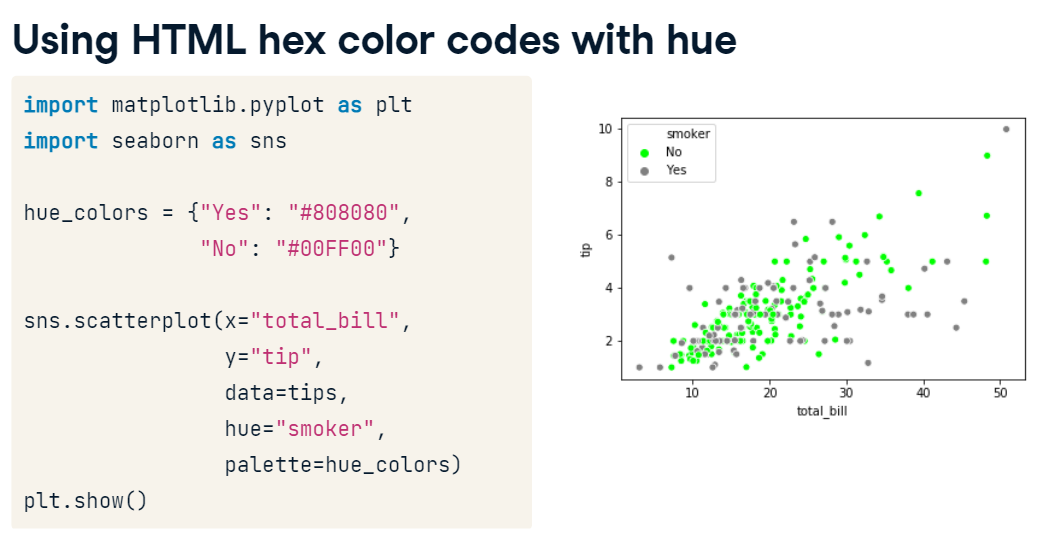 Using HTML hex color codes with hue
import matplotlib.pyplot as plt
import seaborn as sns
hue_colors = {"Yes": "#808080",
"No": "#00FF00"}
sns.scatterplot(x="total_bill",
y="tip",
data=tips,
hue="smoker",
palette=hue_colors)
plt.show()
smoker
No
Yes
10
8
6
4
2
tip
10 20 30 40 50
total_bill